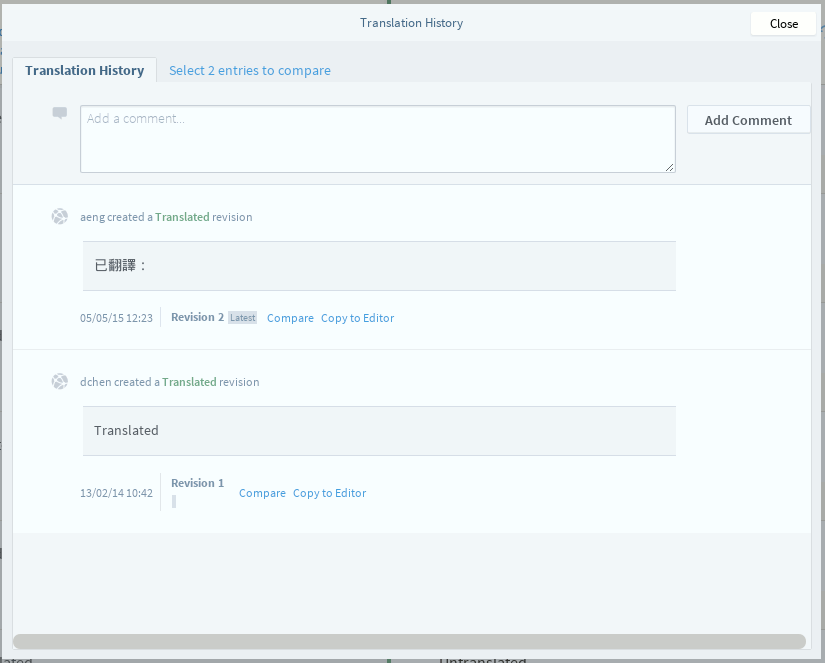 Translation History
Close
Translation History
Select 2 entries to compare
Add a comment...
Add Comment
aeng created a Translated revision
已翻譯：
05/05/15 12:23
Revision 2 Latest
Compare Copy to Editor
dchen created a Translated revision
Translated
13/02/14 10:42
Revision 1
Compare Copy to Editor
Untranslated